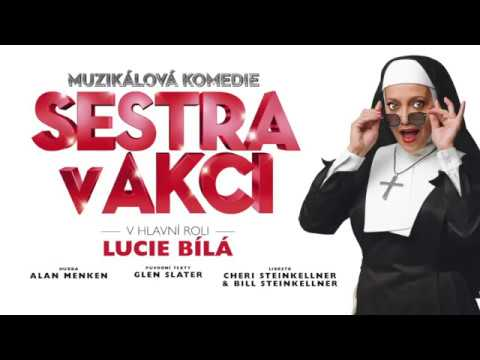 MUZIKÁLOVÁ KOMEDIE
SESTRA
V AKCI
V HLAVNÍ ROLI
LUCIE BÍLÁ
HUDBA
ALAN MENKEN
PŮVODNÍ TEXTY
GLEN SLATER
LIBRETO
CHERI STEINKELLNER
& BILL STEINKELLNER